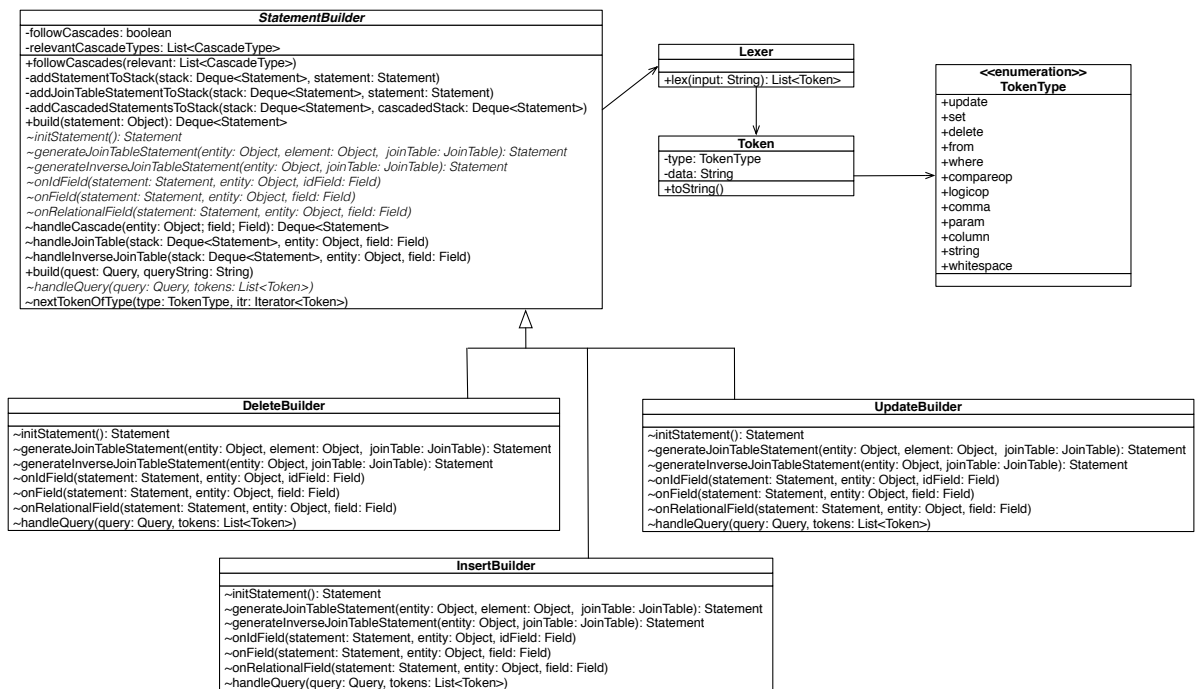 StatementBuilder
-followCascades: boolean
-relevantCascadeTypes: List<CascadeType>
+followCascades(relevant: List<CascadeType>)
-addStatementToStack(stack: Deque<Statement>, statement: Statement)
-addJoinTableStatementToStack(stack: Deque<Statement>, statement: Statement)
-addCascadedStatementsToStack(stack: Deque<Statement>, cascadedStack: Deque<Statement>)
+build(statement: Object): Deque<Statement>
~initStatement(): Statement
~generateJoinTableStatement(entity: Object, element: Object, joinTable: JoinTable): Statement
~generateInverseJoinTableStatement(entity: Object, joinTable: JoinTable): Statement
~onIdField(statement: Statement, entity: Object, idField: Field)
~onField(statement: Statement, entity: Object, field: Field)
~onRelationalField(statement: Statement, entity: Object, field: Field)
~handleCascade(entity: Object; field; Field): Deque<Statement>
~handleJoinTable(stack: Deque<Statement>, entity: Object, field: Field)
~handleInverseJoinTable(stack: Deque<Statement>, entity: Object, field: Field)
+build(quest: Query, queryString: String)
~handleQuery(query: Query, tokens: List<Token>)
~nextTokenOfType(type: TokenType, itr: Iterator<Token>)
Lexer
+lex(input: String): List<Token>
Token
-type: TokenType
-data: String
+toString()
<<enumeration>>
TokenType
+update
+set
+delete
+from
+where
+compareop
+logicop
+comma
+param
+column
+string
+whitespace
DeleteBuilder
~initStatement(): Statement
~generateJoinTableStatement(entity: Object, element: Object, joinTable: JoinTable): Statement
~generateInverseJoinTableStatement(entity: Object, joinTable: JoinTable): Statement
~onIdField(statement: Statement, entity: Object, idField: Field)
~onField(statement: Statement, entity: Object, field: Field)
~onRelationalField(statement: Statement, entity: Object, field: Field)
~handleQuery(query: Query, tokens: List<Token>)
UpdateBuilder
~initStatement(): Statement
~generateJoinTableStatement(entity: Object, element: Object, joinTable: JoinTable): Statement
~generateInverseJoinTableStatement(entity: Object, joinTable: JoinTable): Statement
~onIdField(statement: Statement, entity: Object, idField: Field)
~onField(statement: Statement, entity: Object, field: Field)
~onRelationalField(statement: Statement, entity: Object, field: Field)
~handleQuery(query: Query, tokens: List<Token>)
InsertBuilder
~initStatement(): Statement
~generateJoinTableStatement(entity: Object, element: Object, joinTable: JoinTable): Statement
~generateInverseJoinTableStatement(entity: Object, joinTable: JoinTable): Statement
~onIdField(statement: Statement, entity: Object, idField: Field)
~onField(statement: Statement, entity: Object, field: Field)
~onRelationalField(statement: Statement, entity: Object, field: Field)
~handleQuery(query: Query, tokens: List<Token>)